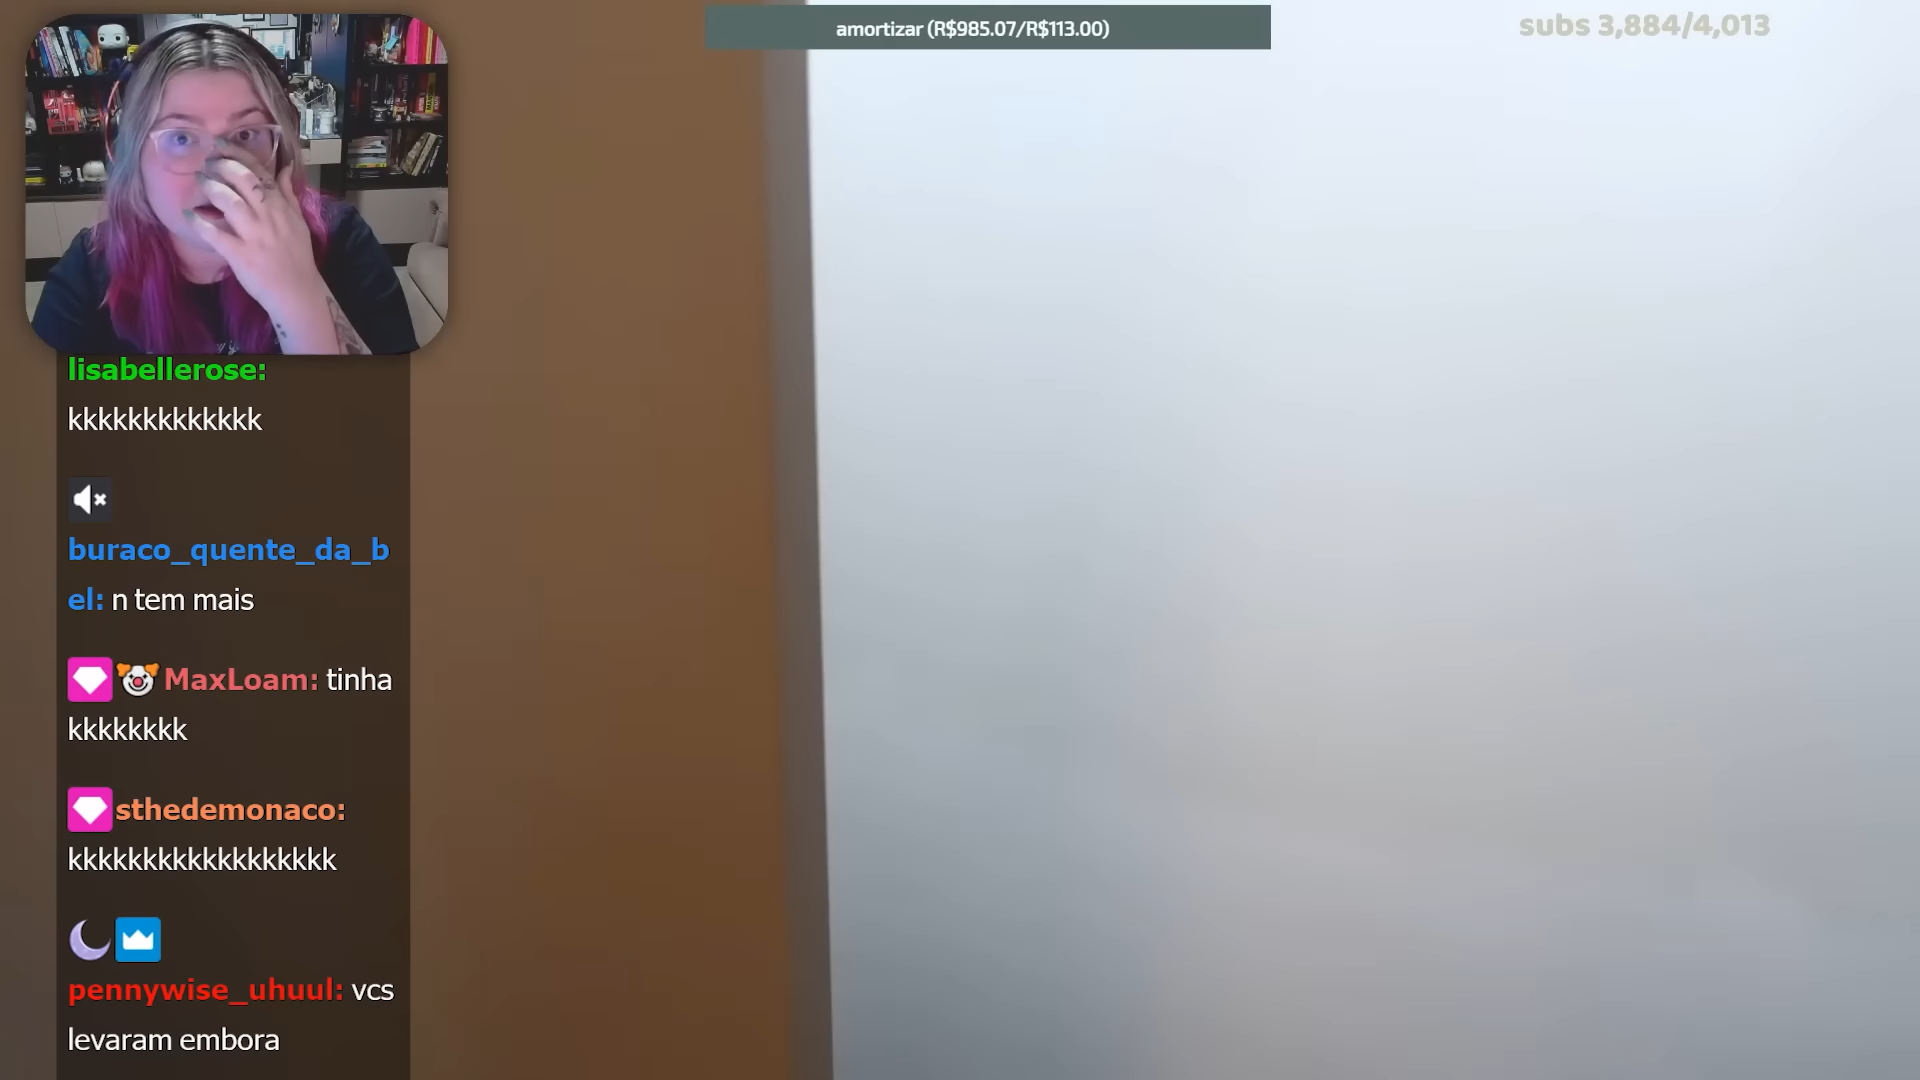 amortizar (R$985.07/R$113.00)
subs 3,884/4,013
lisabellerose:
kkkkkkkkkkkkk
buraco_quente_da_b
el: n tem mais
MaxLoam: tinha
kkkkkkkk
sthedemonaco:
kkkkkkkkkkkkkkkkkk
pennywise_uhuul: vcs
levaram embora